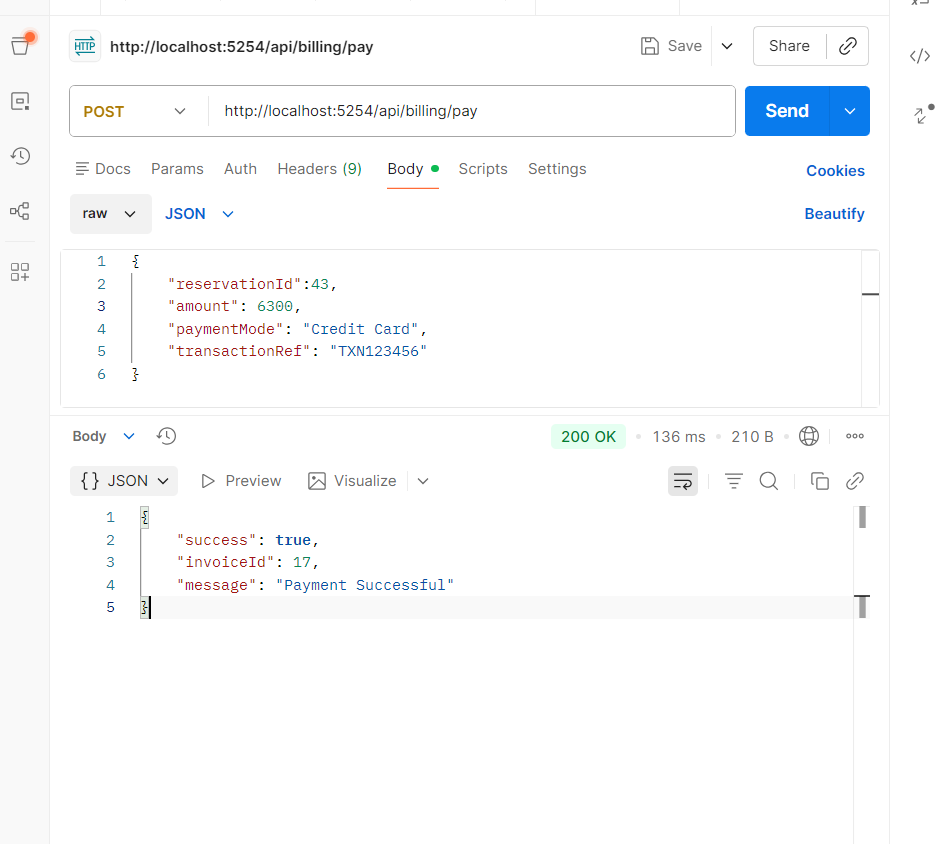 HTTP http://localhost:5254/api/billing/pay Save Share
POST http://localhost:5254/api/billing/pay Send
Docs Params Auth Headers (9) Body Scripts Settings Cookies
raw JSON Beautify
1 {
2 "reservationId":43,
3 "amount": 6300,
4 "paymentMode": "Credit Card",
5 "transactionRef": "TXN123456"
6 }
Body 200 OK 136 ms 210 B
{} JSON Preview Visualize
1 {
2 "success": true,
3 "invoiceId": 17,
4 "message": "Payment Successful"
5 }